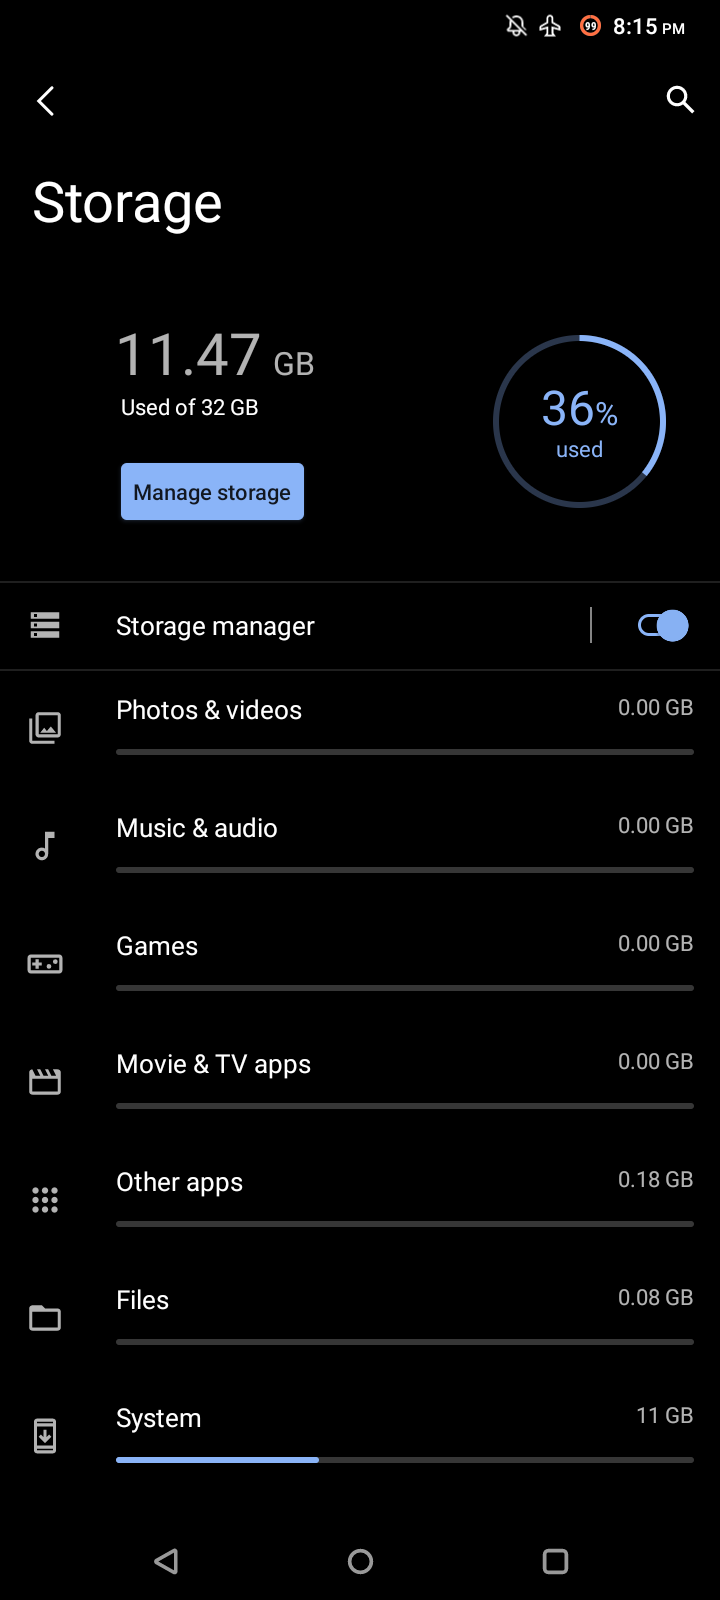 99 8:15 PM
Storage
11.47 GB
Used of 32 GB
36%
used
Manage storage
Storage manager
Photos & videos 0.00 GB
Music & audio 0.00 GB
Games 0.00 GB
Movie & TV apps 0.00 GB
Other apps 0.18 GB
Files 0.08 GB
System 11 GB